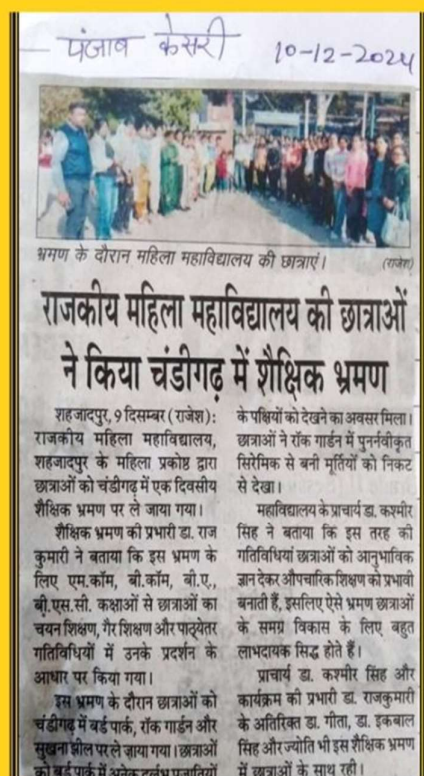 पंजाब केसरी 10-12-2024
भ्रमण के दौरान महिला महाविद्यालय की छात्राएं। (राजेश)
राजकीय महिला महाविद्यालय की छात्राओं
ने किया चंडीगढ़ में शैक्षिक भ्रमण
शहजादपुर, 9 दिसम्बर (राजेश):
राजकीय महिला महाविद्यालय,
शहजादपुर के महिला प्रकोष्ठ द्वारा
छात्राओं को चंडीगढ़ में एक दिवसीय
शैक्षिक भ्रमण पर ले जाया गया।
शैक्षिक भ्रमण की प्रभारी डा. राज
कुमारी ने बताया कि इस भ्रमण के
लिए एम.कॉम, बी.कॉम, बी.ए.,
बी.एस.सी. कक्षाओं से छात्राओं का
चयन शिक्षण, गैर शिक्षण और पाठ्येतर
गतिविधियों में उनके प्रदर्शन के
आधार पर किया गया।
इस भ्रमण के दौरान छात्राओं को
चंडीगढ़ में बर्ड पार्क, रॉक गार्डन और
सुखना झील पर ले जाया गया। छात्राओं
को बर्ड पार्क में अनेक दुर्लभ प्रजातियों
के पक्षियों को देखने का अवसर मिला।
छात्राओं ने रॉक गार्डन में पुनर्नवीकृत
सिरेमिक से बनी मूर्तियों को निकट
से देखा।
महाविद्यालय के प्राचार्य डा. कश्मीर
सिंह ने बताया कि इस तरह की
गतिविधियां छात्राओं को आनुभाविक
ज्ञान देकर औपचारिक शिक्षण को प्रभावी
बनाती हैं, इसलिए ऐसे भ्रमण छात्राओं
के समग्र विकास के लिए बहुत
लाभदायक सिद्ध होते हैं।
प्राचार्य डा. कश्मीर सिंह और
कार्यक्रम की प्रभारी डा. राजकुमारी
के अतिरिक्त डा. गीता, डा. इकबाल
सिंह और ज्योति भी इस शैक्षिक भ्रमण
में छात्राओं के साथ रही।